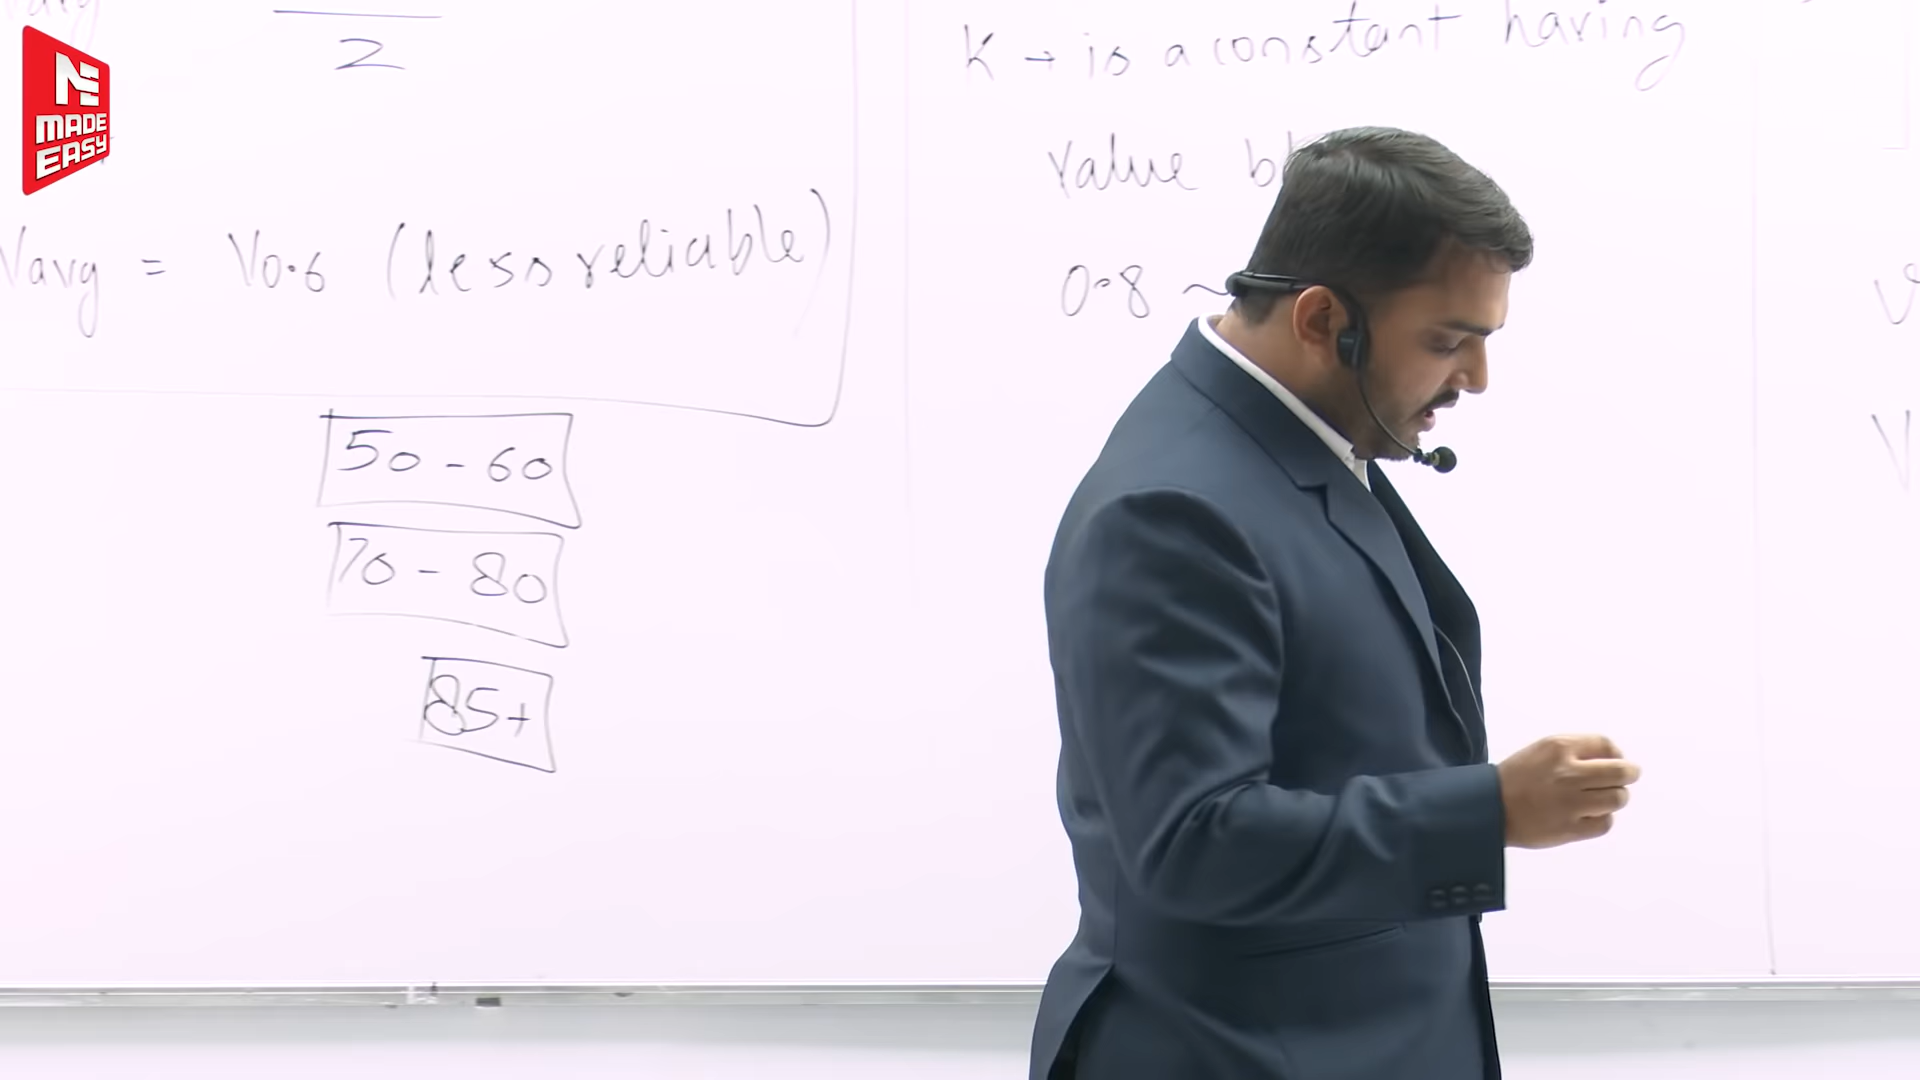 MADE
EASY
2
Vavg = V0.6 (less reliable)
50 - 60
70 - 80
85+
K → is a constant having
value
0.8 ~
V